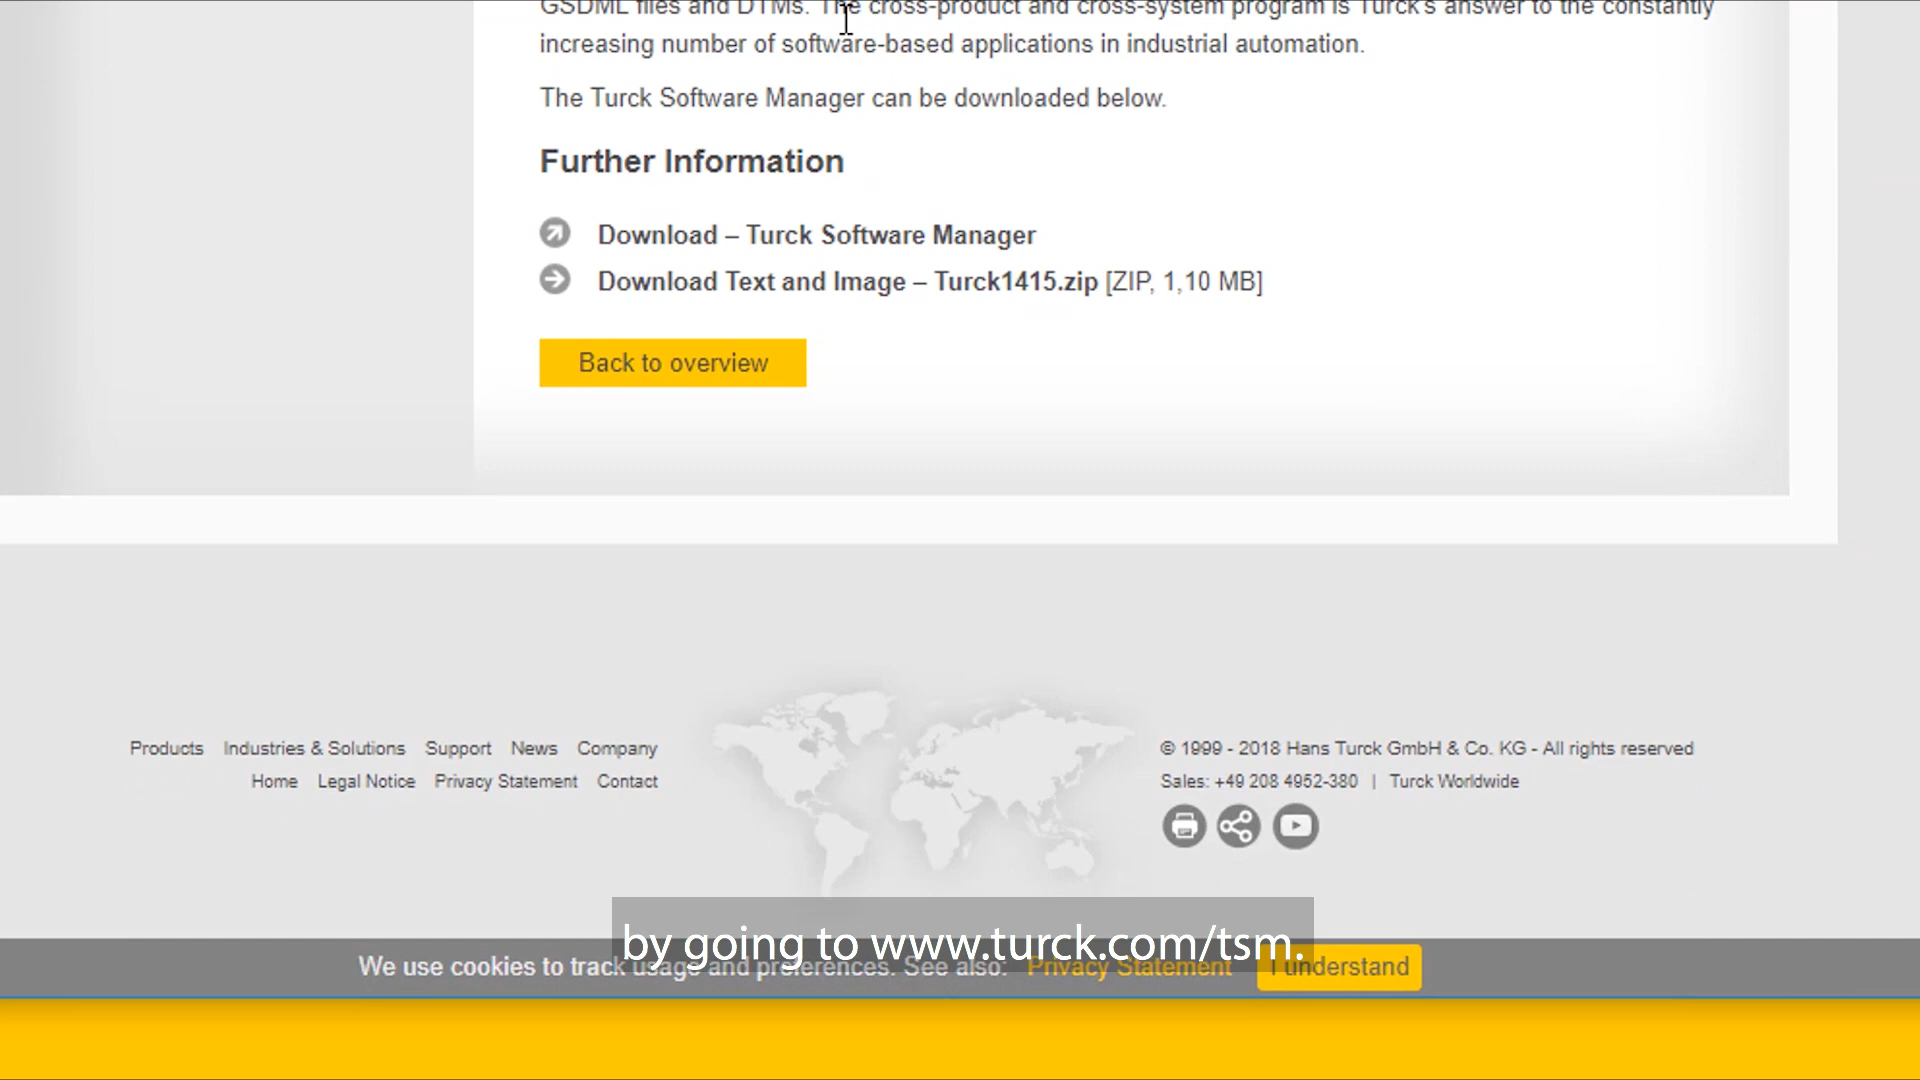 GSDML files and DTMs. The cross-product and cross-system program is Turck's answer to the constantly
increasing number of software-based applications in industrial automation.
The Turck Software Manager can be downloaded below.
Further Information
Download – Turck Software Manager
Download Text and Image – Turck1415.zip [ZIP, 1,10 MB]
Back to overview
Products Industries & Solutions Support News Company
Home Legal Notice Privacy Statement Contact
© 1999 - 2018 Hans Turck GmbH & Co. KG - All rights reserved
Sales: +49 208 4952-380 | Turck Worldwide
by going to www.turck.com/tsm.
We use cookies to track usage and preferences. See also: Privacy Statement I understand